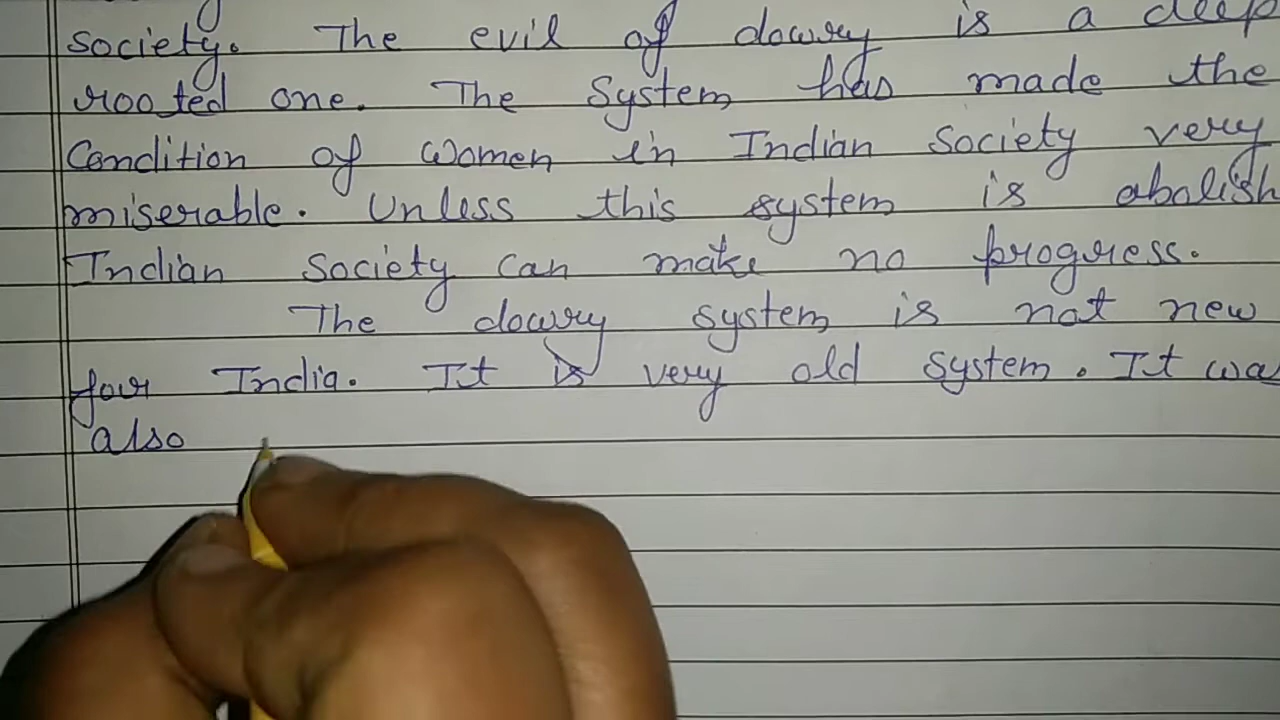 society. The evil of dowry is a deep
rooted one. The System has made the
Condition of women in Indian Society very
miserable. Unless this system is abolish
Indian Society can make no progress.
The dowry system is not new
for India. It is very old system. It was
also